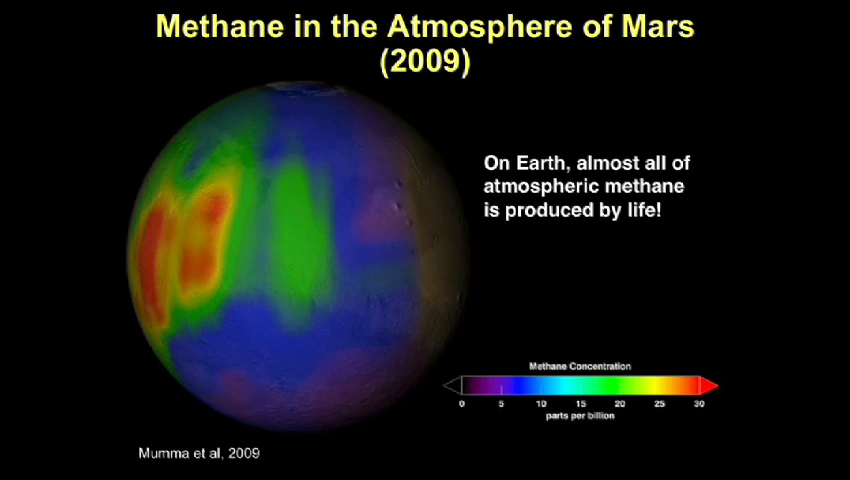 Methane in the Atmosphere of Mars
(2009)
On Earth, almost all of
atmospheric methane
is produced by life!
Methane Concentration
0 5 10 15 20 25 30
parts per billion
Mumma et al, 2009